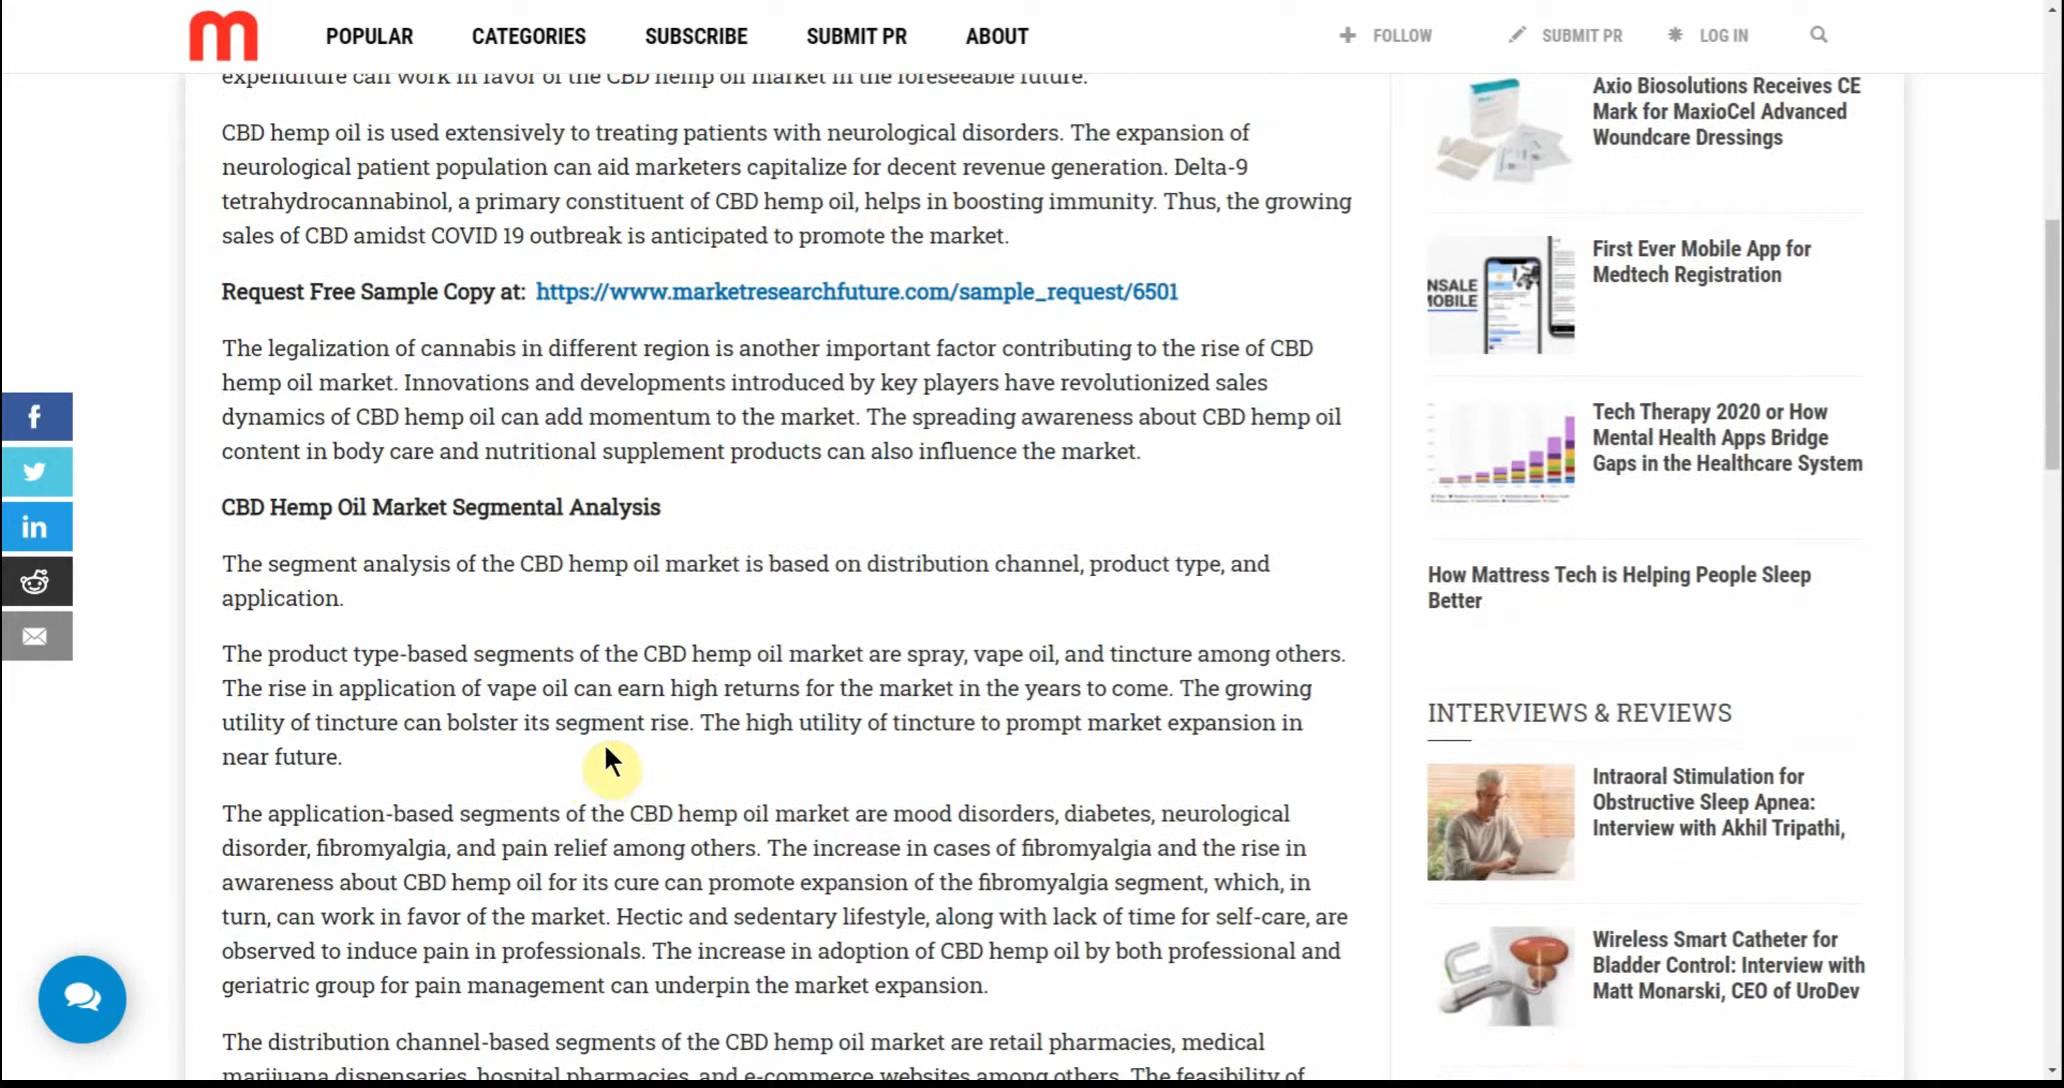 m
POPULAR
CATEGORIES
SUBSCRIBE
SUBMIT PR
ABOUT
FOLLOW
SUBMIT PR
LOG IN
expenditure can work in favor of the CBD hemp oil market in the foreseeable future.
CBD hemp oil is used extensively to treating patients with neurological disorders. The expansion of
neurological patient population can aid marketers capitalize for decent revenue generation. Delta-9
tetrahydrocannabinol, a primary constituent of CBD hemp oil, helps in boosting immunity. Thus, the growing
sales of CBD amidst COVID 19 outbreak is anticipated to promote the market.
Request Free Sample Copy at: https://www.marketresearchfuture.com/sample_request/6501
The legalization of cannabis in different region is another important factor contributing to the rise of CBD
hemp oil market. Innovations and developments introduced by key players have revolutionized sales
dynamics of CBD hemp oil can add momentum to the market. The spreading awareness about CBD hemp oil
content in body care and nutritional supplement products can also influence the market.
CBD Hemp Oil Market Segmental Analysis
The segment analysis of the CBD hemp oil market is based on distribution channel, product type, and
application.
The product type-based segments of the CBD hemp oil market are spray, vape oil, and tincture among others.
The rise in application of vape oil can earn high returns for the market in the years to come. The growing
utility of tincture can bolster its segment rise. The high utility of tincture to prompt market expansion in
near future.
The application-based segments of the CBD hemp oil market are mood disorders, diabetes, neurological
disorder, fibromyalgia, and pain relief among others. The increase in cases of fibromyalgia and the rise in
awareness about CBD hemp oil for its cure can promote expansion of the fibromyalgia segment, which, in
turn, can work in favor of the market. Hectic and sedentary lifestyle, along with lack of time for self-care, are
observed to induce pain in professionals. The increase in adoption of CBD hemp oil by both professional and
geriatric group for pain management can underpin the market expansion.
The distribution channel-based segments of the CBD hemp oil market are retail pharmacies, medical
marijuana dispensaries, hospital pharmacies, and e-commerce websites among others. The feasibility of
Axio Biosolutions Receives CE
Mark for MaxioCel Advanced
Woundcare Dressings
NSALE
MOBILE
First Ever Mobile App for
Medtech Registration
Tech Therapy 2020 or How
Mental Health Apps Bridge
Gaps in the Healthcare System
How Mattress Tech is Helping People Sleep
Better
INTERVIEWS & REVIEWS
Intraoral Stimulation for
Obstructive Sleep Apnea:
Interview with Akhil Tripathi,
Wireless Smart Catheter for
Bladder Control: Interview with
Matt Monarski, CEO of UroDev
f
in